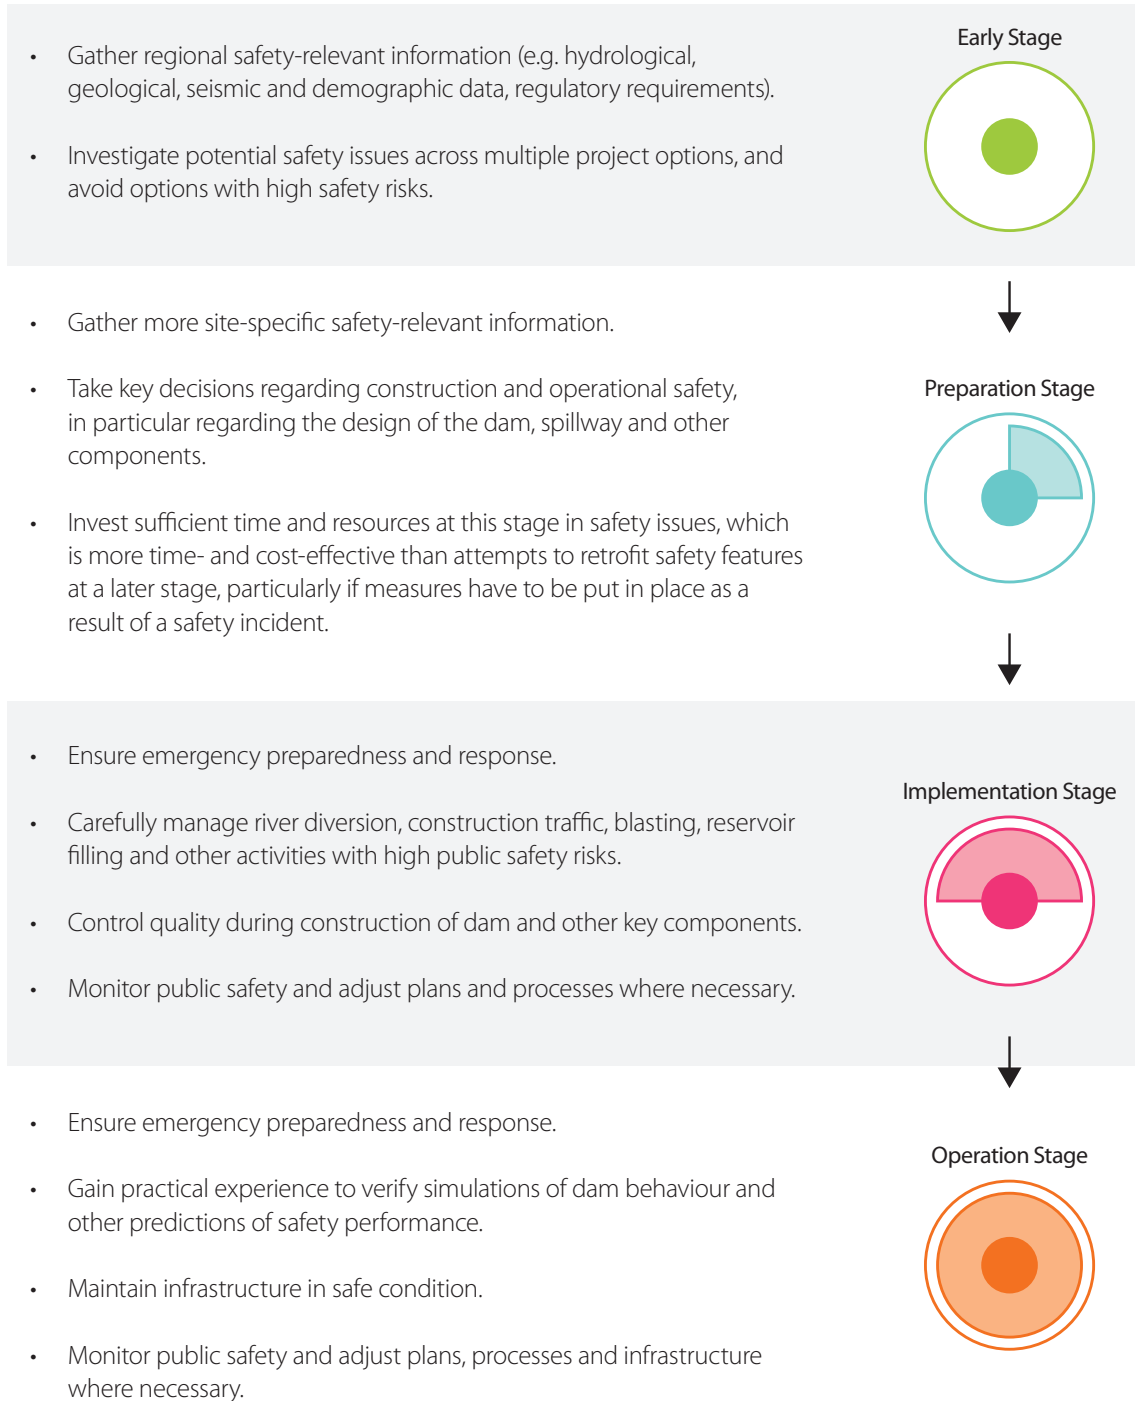 Early Stage
• Gather regional safety-relevant information (e.g. hydrological,
geological, seismic and demographic data, regulatory requirements).
• Investigate potential safety issues across multiple project options, and
avoid options with high safety risks.
• Gather more site-specific safety-relevant information.
Preparation Stage
• Take key decisions regarding construction and operational safety,
in particular regarding the design of the dam, spillway and other
components.
• Invest sufficient time and resources at this stage in safety issues, which
is more time- and cost-effective than attempts to retrofit safety features
at a later stage, particularly if measures have to be put in place as a
result of a safety incident.
• Ensure emergency preparedness and response.
Implementation Stage
• Carefully manage river diversion, construction traffic, blasting, reservoir
filling and other activities with high public safety risks.
• Control quality during construction of dam and other key components.
• Monitor public safety and adjust plans and processes where necessary.
• Ensure emergency preparedness and response.
Operation Stage
• Gain practical experience to verify simulations of dam behaviour and
other predictions of safety performance.
• Maintain infrastructure in safe condition.
• Monitor public safety and adjust plans, processes and infrastructure
where necessary.